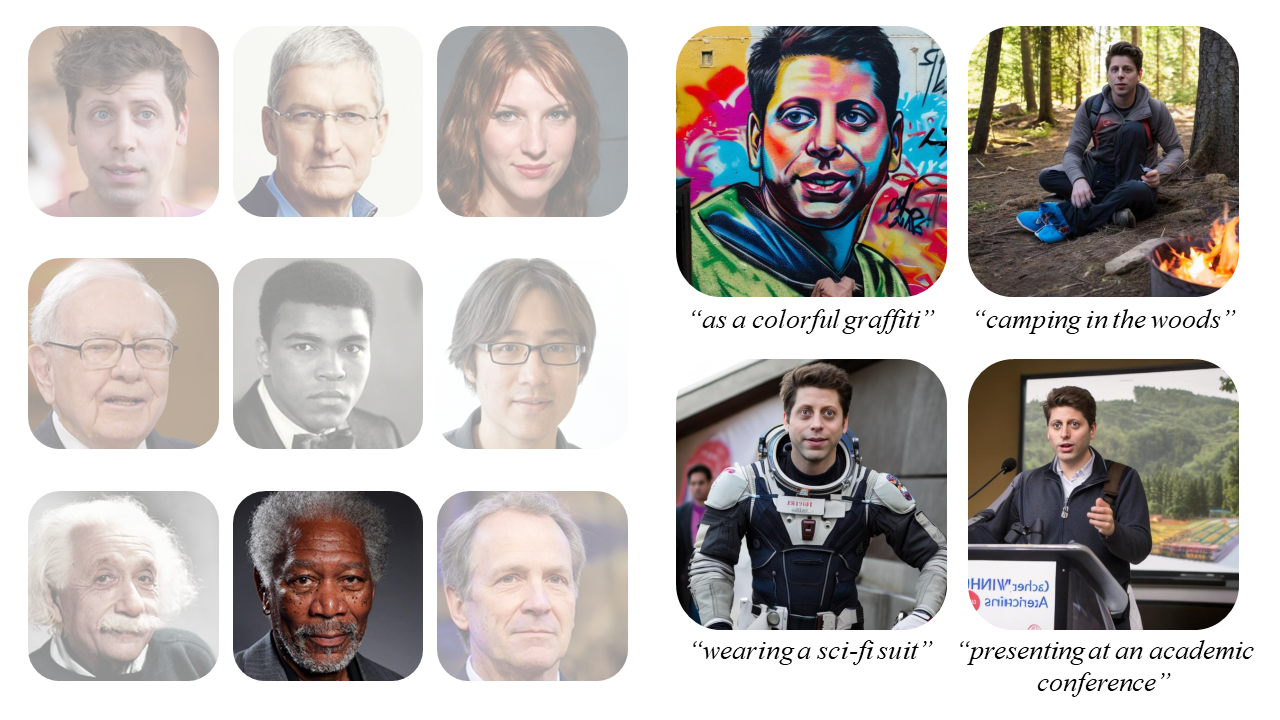 “as a colorful graffiti”
“camping in the woods”
“wearing a sci-fi suit”
“presenting at an academic
conference”